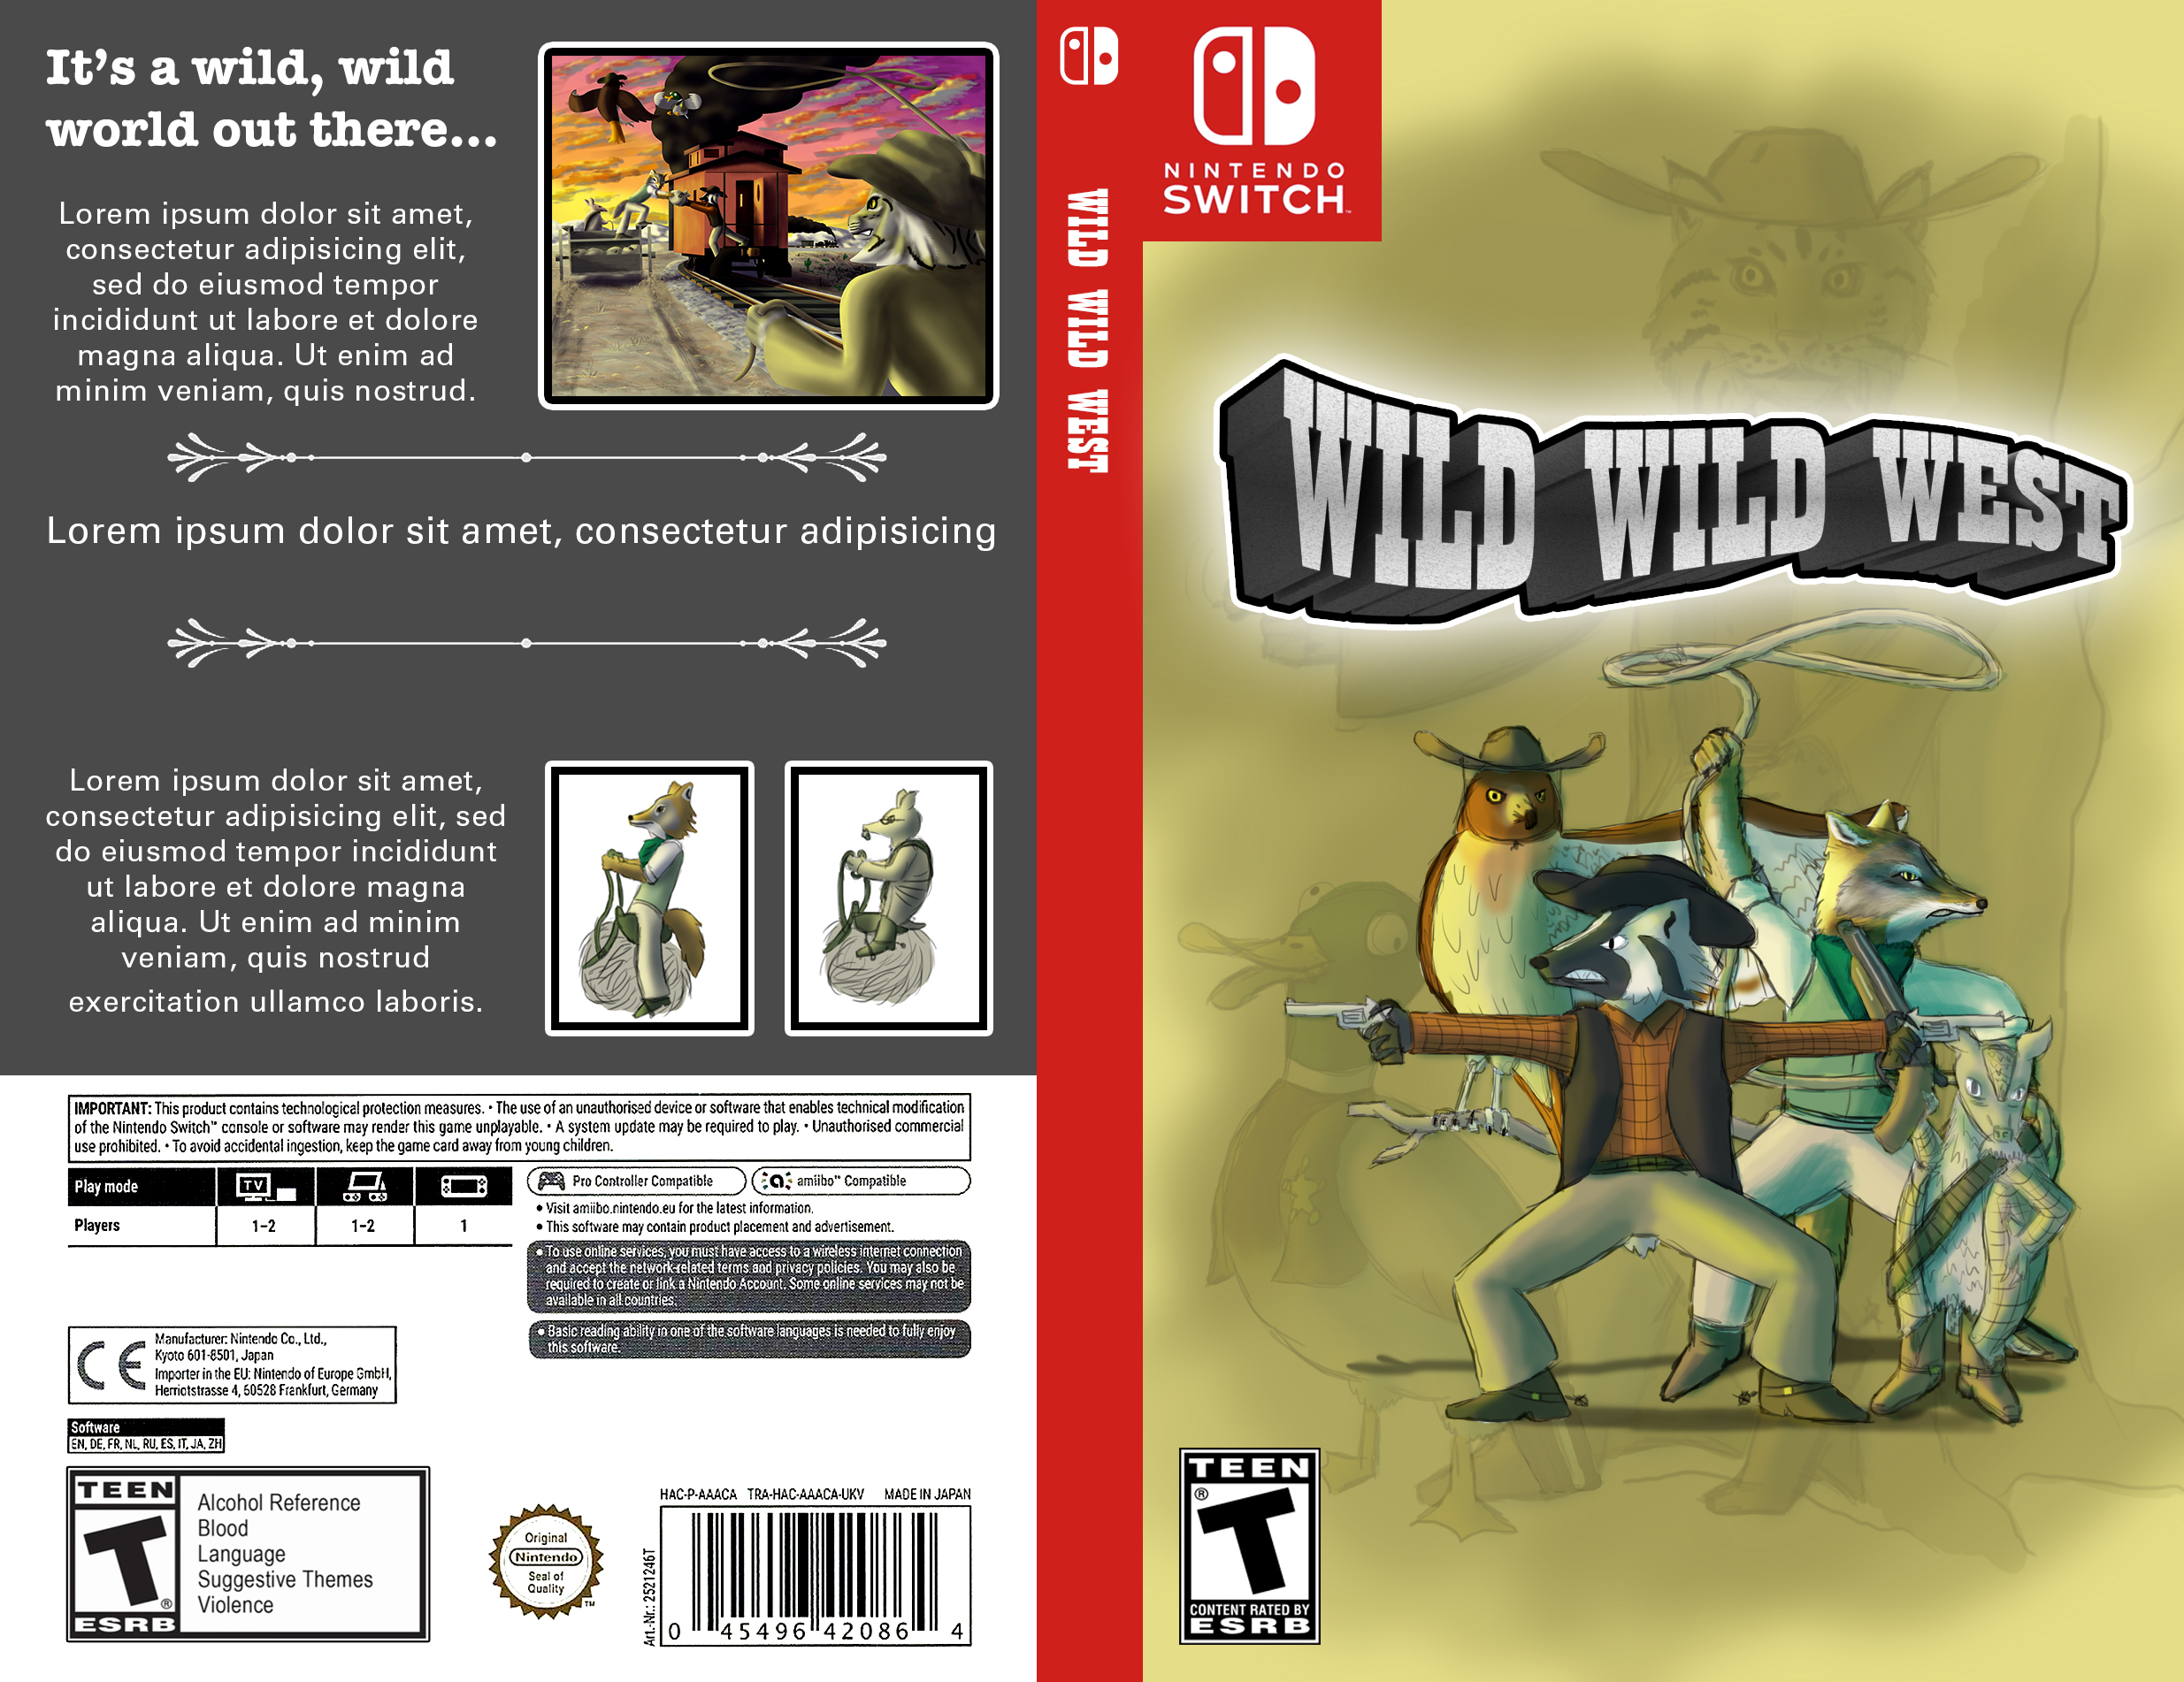 It's a wild, wild
world out there...
Lorem ipsum dolor sit amet,
consectetur adipisicing elit,
sed do eiusmod tempor
incididunt ut labore et dolore
magna aliqua. Ut enim ad
minim veniam, quis nostrud.
Lorem ipsum dolor sit amet, consectetur adipisicing
Lorem ipsum dolor sit amet,
consectetur adipisicing elit, sed
do eiusmod tempor incididunt
ut labore et dolore magna
aliqua. Ut enim ad minim
veniam, quis nostrud
exercitation ullamco laboris.
IMPORTANT: This product contains technological protection measures. • The use of an unauthorised device or software that enables technical modification
of the Nintendo Switch™ console or software may render this game unplayable. • A system update may be required to play. • Unauthorised commercial
use prohibited. • To avoid accidental ingestion, keep the game card away from young children.
Play mode
TV
Players 1-2 1-2 1
Pro Controller Compatible
amiibo™ Compatible
• Visit amiibo.nintendo.eu for the latest information.
• This software may contain product placement and advertisement.
• To use online services, you must have access to a wireless internet connection
and accept the network-related terms and privacy policies. You may also be
required to create or link a Nintendo Account. Some online services may not be
available in all countries.
• Basic reading ability in one of the software languages is needed to fully enjoy
this software.
CE
Manufacturer: Nintendo Co., Ltd.,
Kyoto 601-8501, Japan
Importer in the EU: Nintendo of Europe GmbH,
Herriotstrasse 4, 60528 Frankfurt, Germany
Software
EN, DE, FR, NL, RU, ES, IT, JA, ZH
TEEN
T
®
ESRB
Alcohol Reference
Blood
Language
Suggestive Themes
Violence
Original
Nintendo
Seal of
Quality
™
HAC-P-AAACA TRA-HAC-AAACA-UKV MADE IN JAPAN
Art.-Nr.: 2521246T
0 45496 42086 4
WILD WILD WEST
NINTENDO
SWITCH™
WILD WILD WEST
TEEN
®
T
CONTENT RATED BY
ESRB